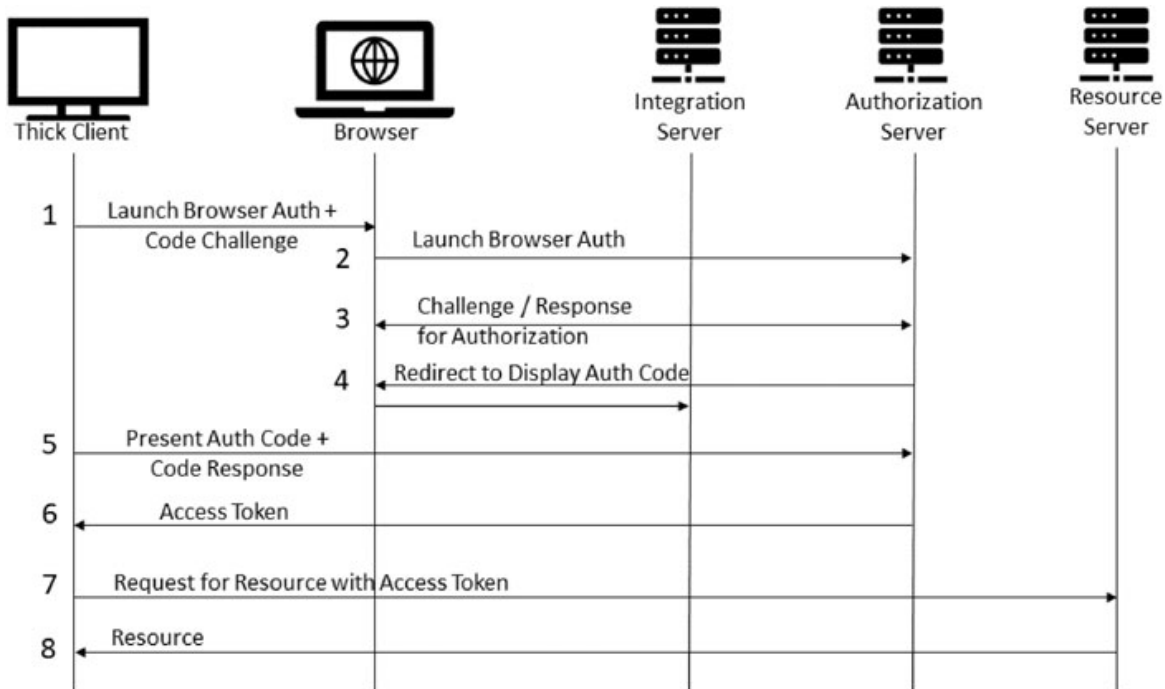 Thick Client
Browser
Integration
Server
Authorization
Server
Resource
Server
1
Launch Browser Auth +
Code Challenge
2
Launch Browser Auth
3
Challenge / Response
for Authorization
4
Redirect to Display Auth Code
5
Present Auth Code +
Code Response
6
Access Token
7
Request for Resource with Access Token
8
Resource